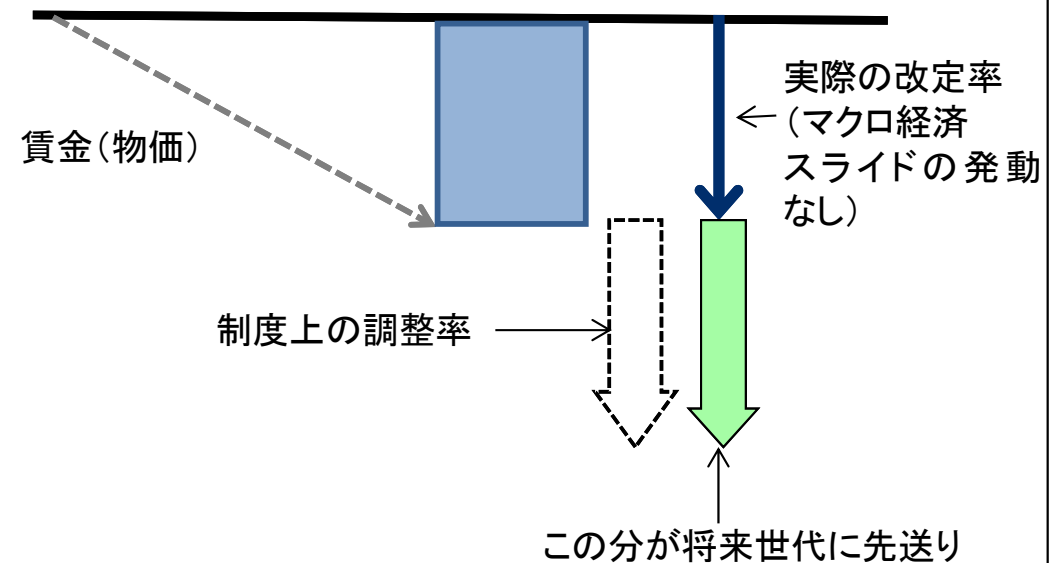 実際の改定率
（マクロ経済
スライドの発動
なし）
賃金（物価）
制度上の調整率
この分が将来世代に先送り